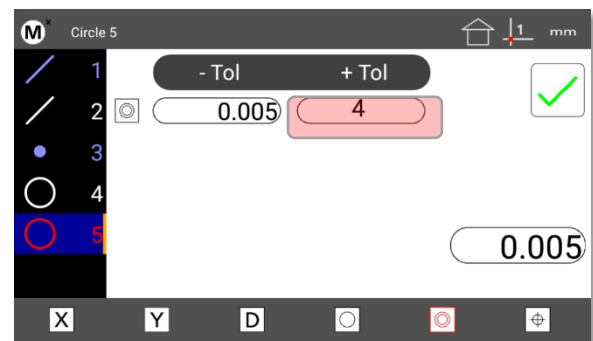 M x Circle 5 1 mm
1 - Tol + Tol
2 0.005 4
3
4
5 0.005
X Y D